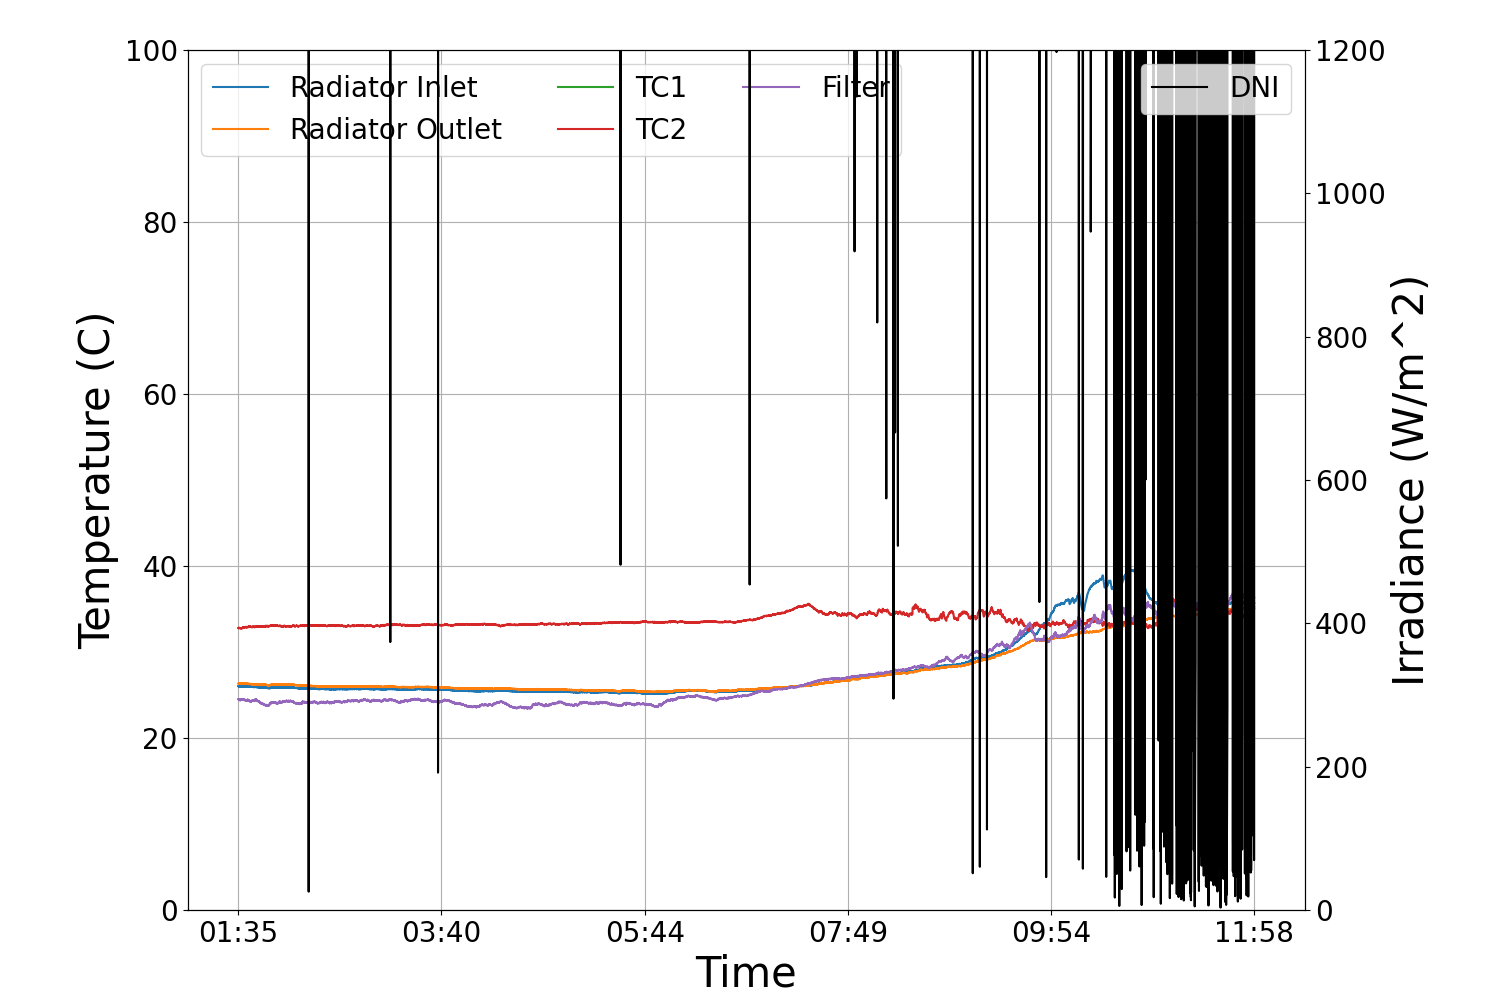 100 1200
Radiator Inlet TC1 Filter DNI
Radiator Outlet TC2
80 1000
60 800
40 600
20 400
0 200
0
Temperature (C)
Irradiance (W/m^2)
01:35 03:40 05:44 07:49 09:54 11:58
Time